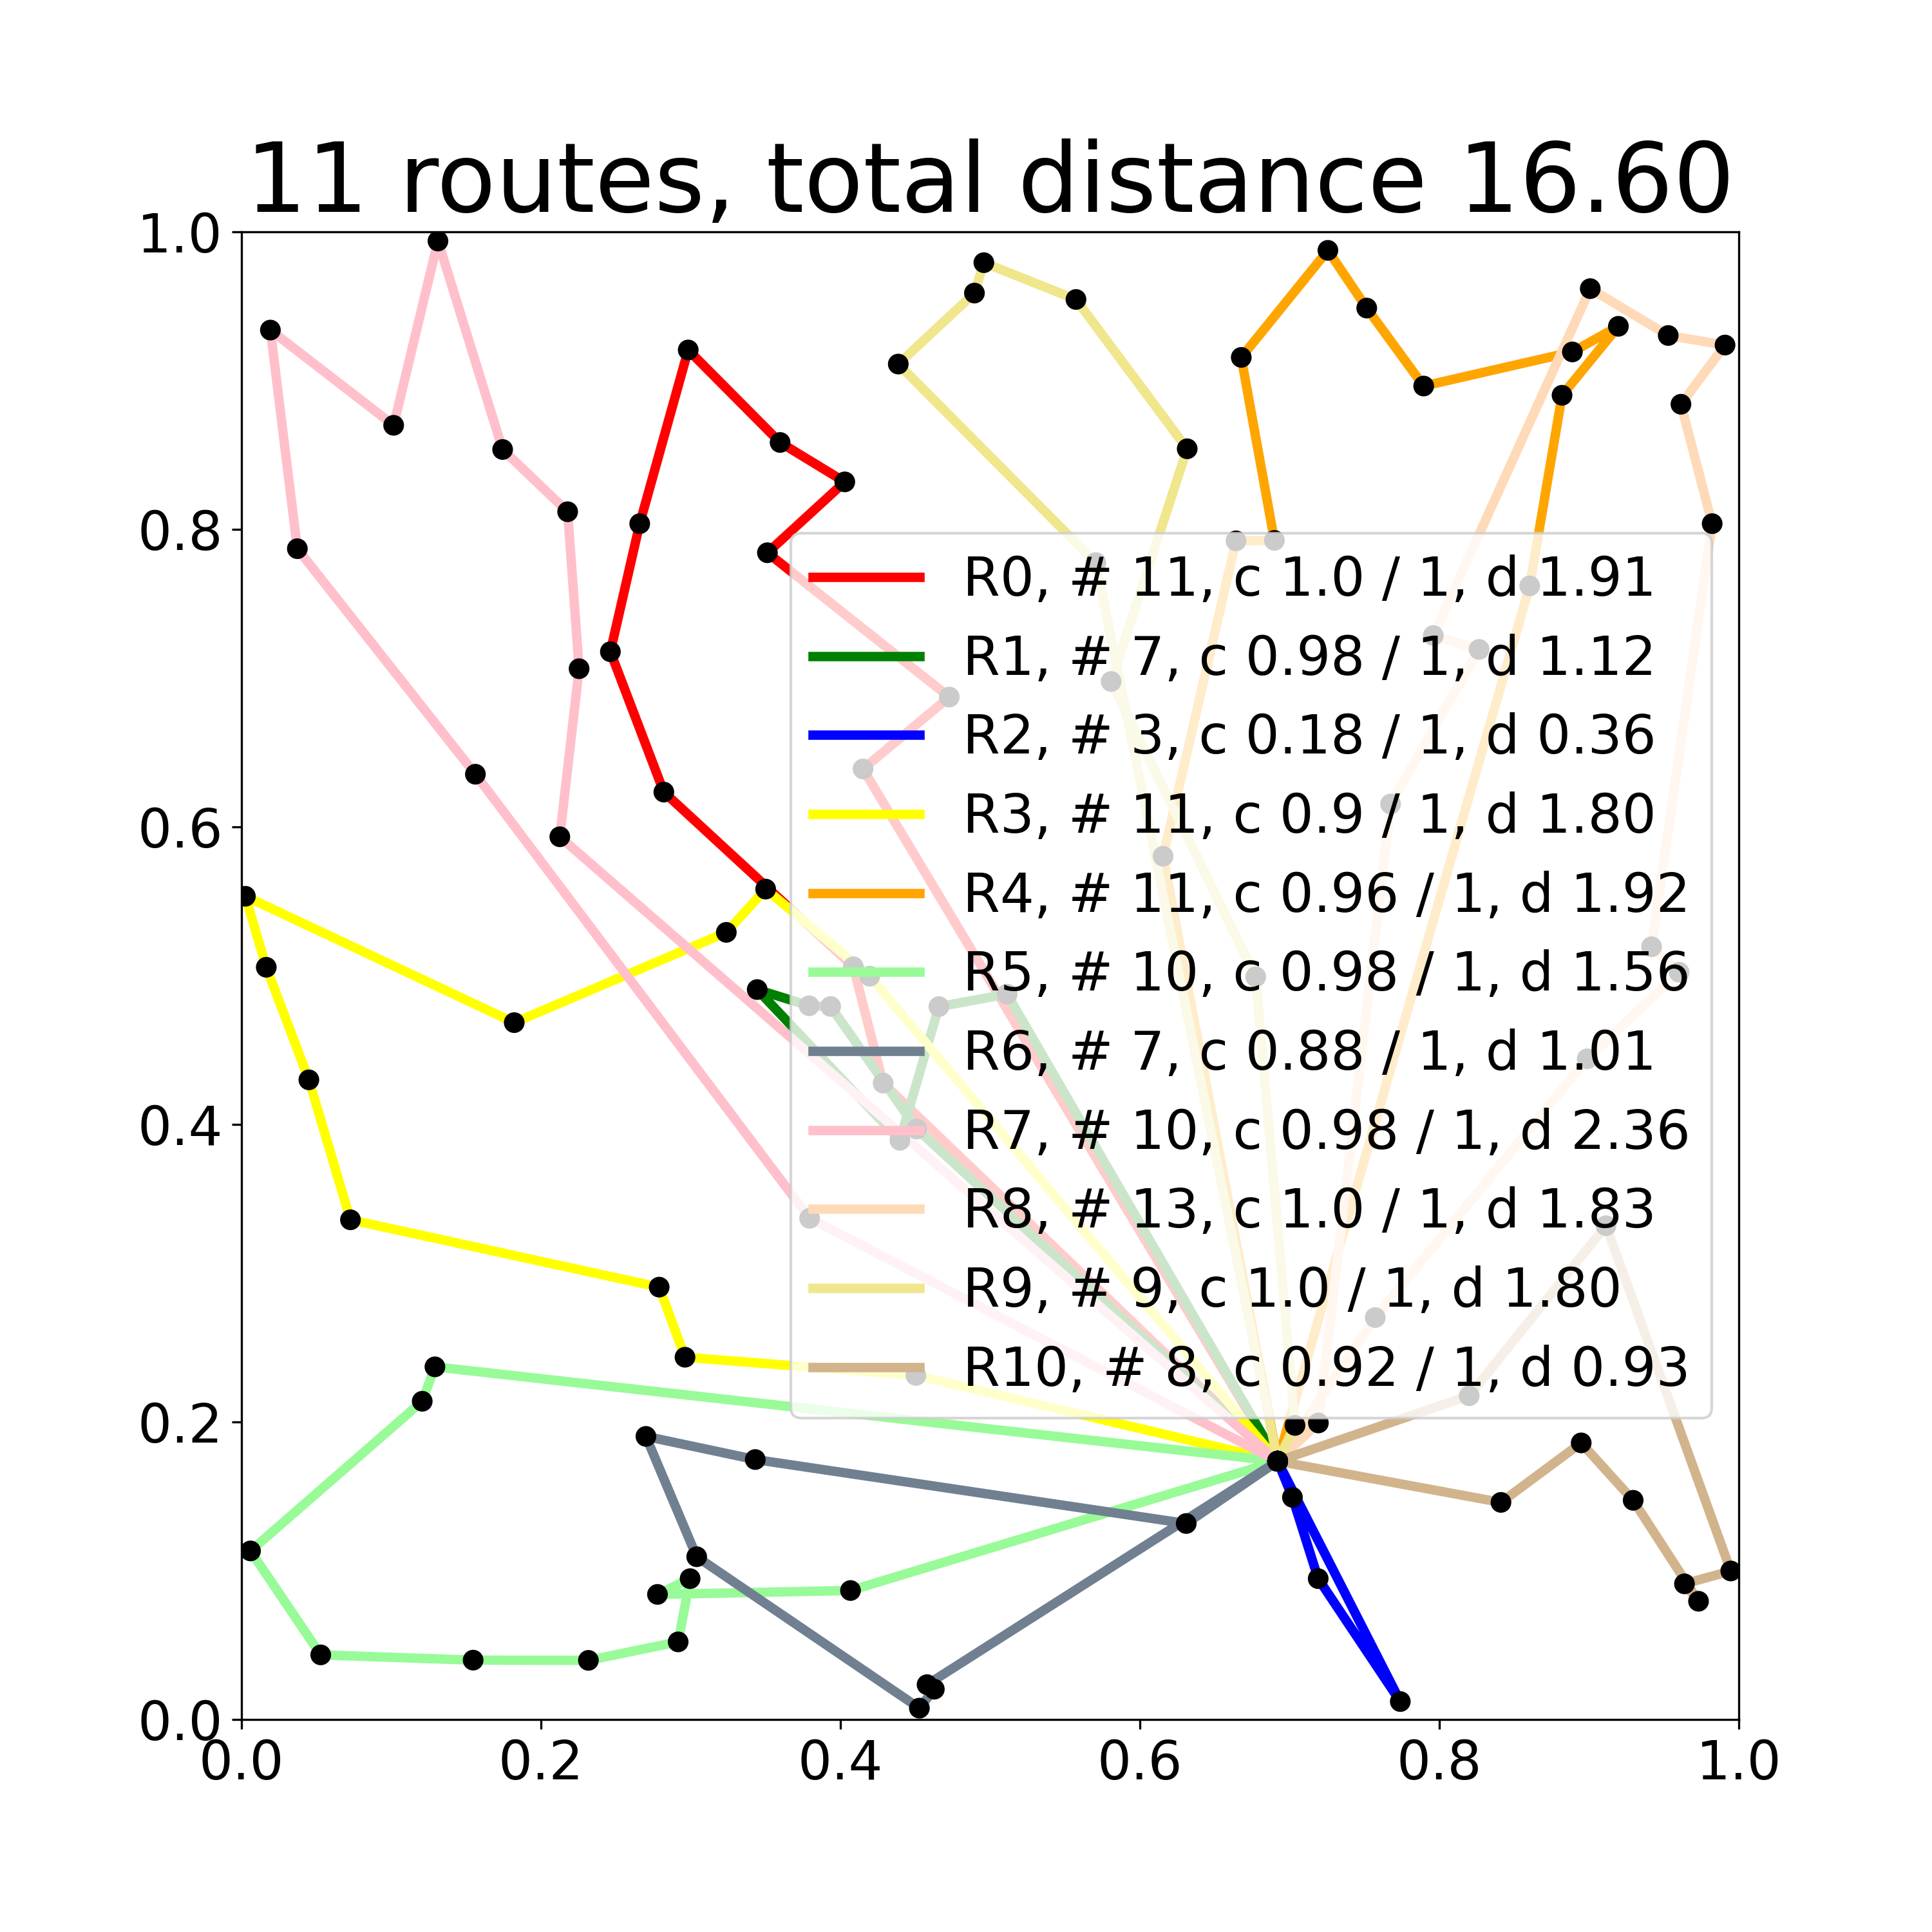 11 routes, total distance 16.60
1.0
0.8
0.6
0.4
0.2
0.0
0.0 0.2 0.4 0.6 0.8 1.0
R0, # 11, c 1.0 / 1, d 1.91
R1, # 7, c 0.98 / 1, d 1.12
R2, # 3, c 0.18 / 1, d 0.36
R3, # 11, c 0.9 / 1, d 1.80
R4, # 11, c 0.96 / 1, d 1.92
R5, # 10, c 0.98 / 1, d 1.56
R6, # 7, c 0.88 / 1, d 1.01
R7, # 10, c 0.98 / 1, d 2.36
R8, # 13, c 1.0 / 1, d 1.83
R9, # 9, c 1.0 / 1, d 1.80
R10, # 8, c 0.92 / 1, d 0.93